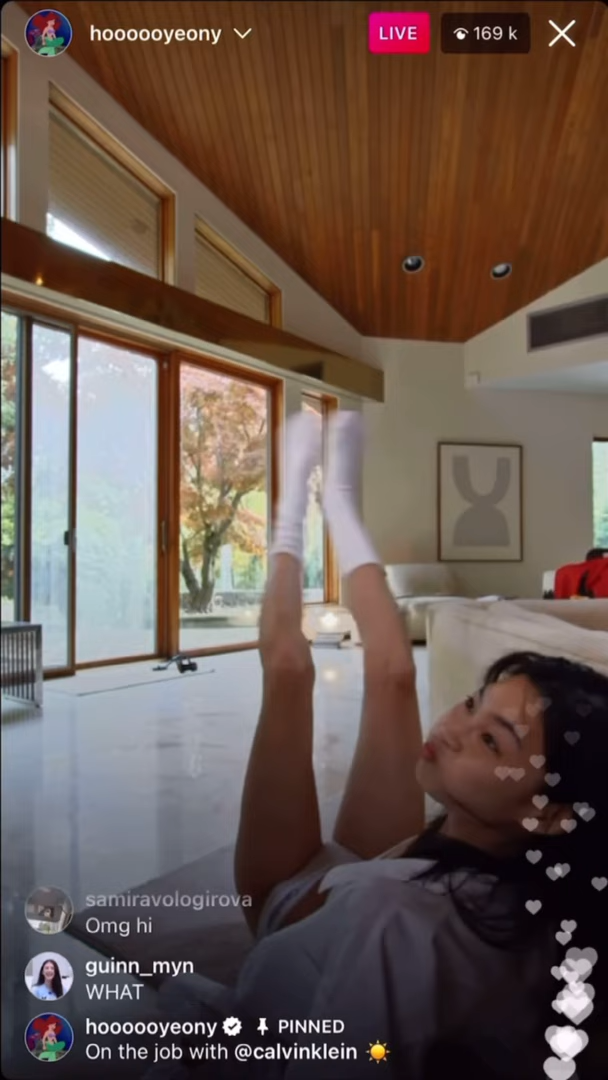 hoooooyeony
LIVE
169 k
samiravologirova
Omg hi
guinn_myn
WHAT
hoooooyeony PINNED
On the job with @calvinklein ☀️